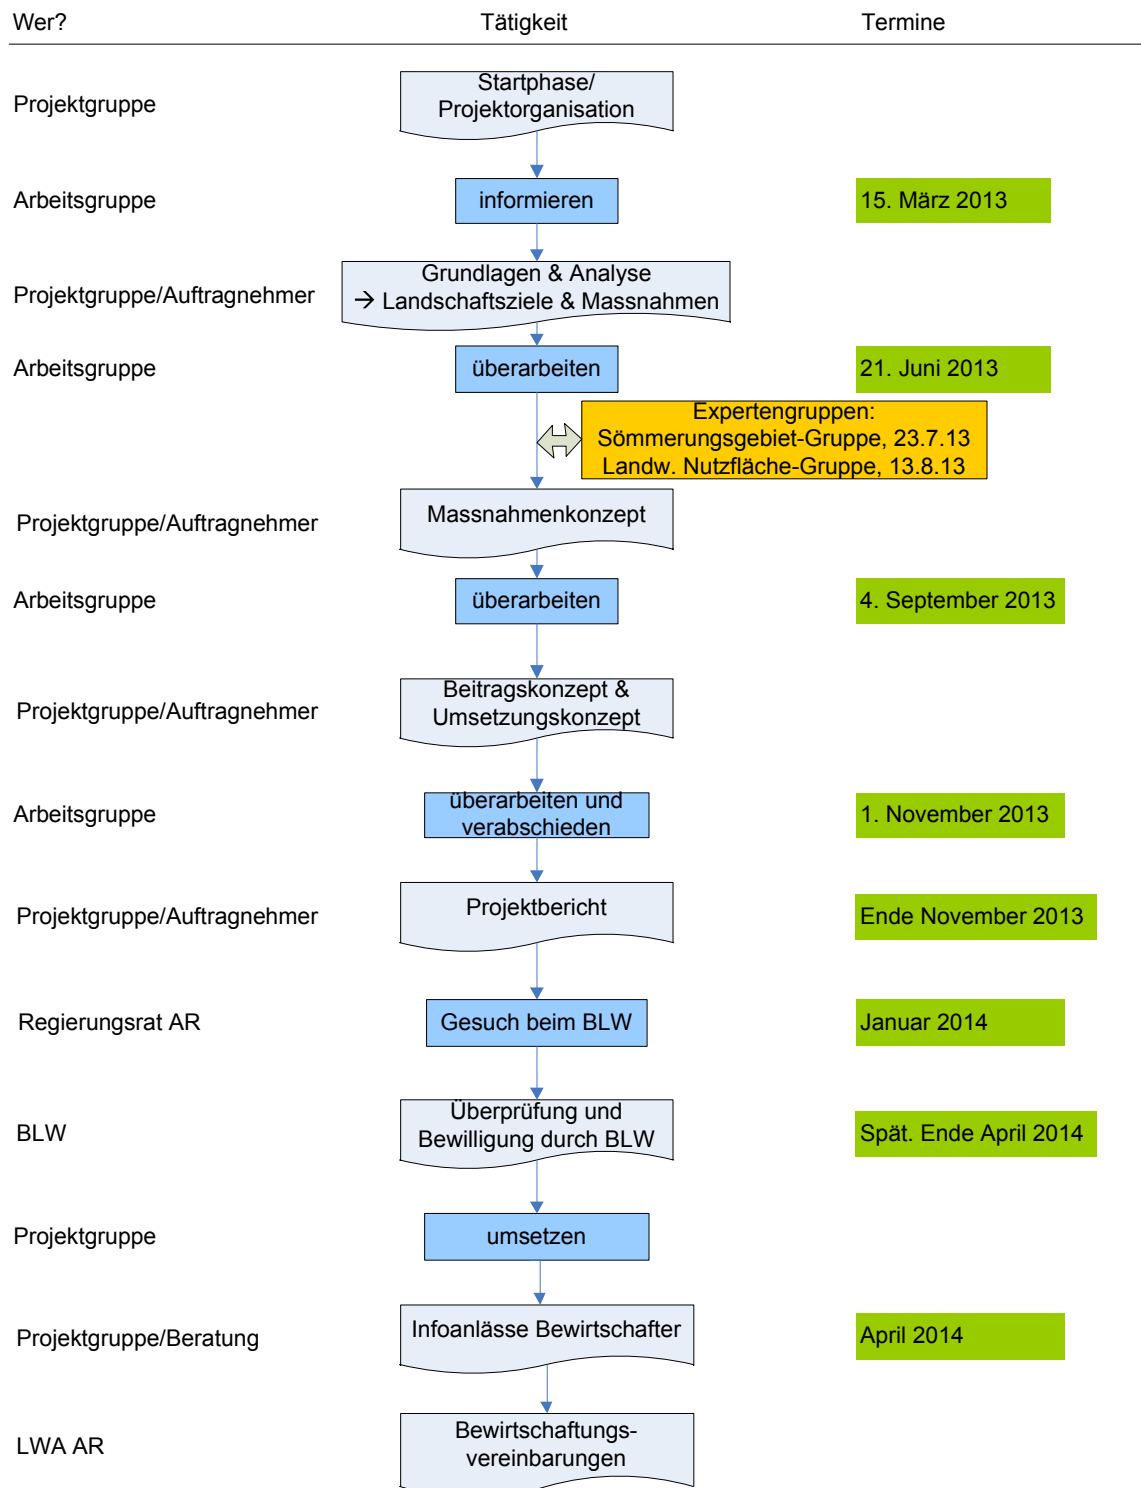 Wer? Tätigkeit Termine
Startphase/
Projektorganisation
Projektgruppe
Arbeitsgruppe informieren 15. März 2013
Grundlagen & Analyse
→ Landschaftsziele & Massnahmen
Projektgruppe/Auftragnehmer
Arbeitsgruppe überarbeiten 21. Juni 2013
Expertengruppen:
Sömmerungsgebiet-Gruppe, 23.7.13
Landw. Nutzfläche-Gruppe, 13.8.13
Projektgruppe/Auftragnehmer Massnahmenkonzept
Arbeitsgruppe überarbeiten 4. September 2013
Beitragskonzept &
Umsetzungskonzept
Projektgruppe/Auftragnehmer
überarbeiten und
verabschieden
Arbeitsgruppe 1. November 2013
Projektgruppe/Auftragnehmer Projektbericht Ende November 2013
Regierungsrat AR Gesuch beim BLW Januar 2014
Überprüfung und
Bewilligung durch BLW
BLW Spät. Ende April 2014
Projektgruppe umsetzen
Projektgruppe/Beratung Infoanlässe Bewirtschafter April 2014
Bewirtschaftungs-
vereinbarungen
LWA AR